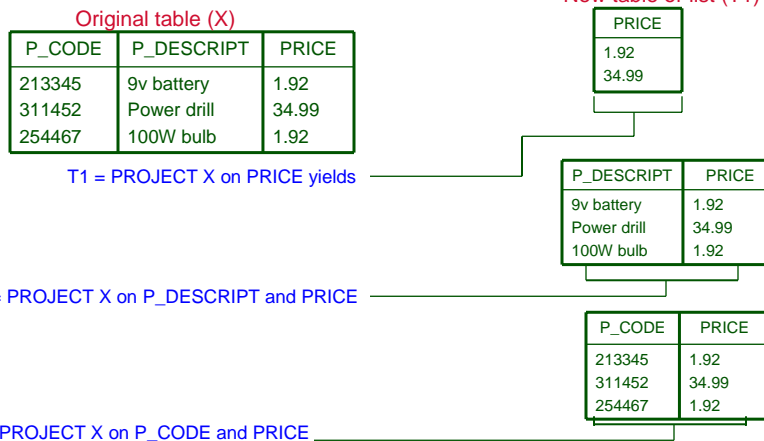 Original table (X)
P_CODE P_DESCRIPT PRICE
213345 9v battery 1.92
311452 Power drill 34.99
254467 100W bulb 1.92
PRICE
1.92
34.99
T1 = PROJECT X on PRICE yields
P_DESCRIPT PRICE
9v battery 1.92
Power drill 34.99
100W bulb 1.92
= PROJECT X on P_DESCRIPT and PRICE
P_CODE PRICE
213345 1.92
311452 34.99
254467 1.92
PROJECT X on P_CODE and PRICE